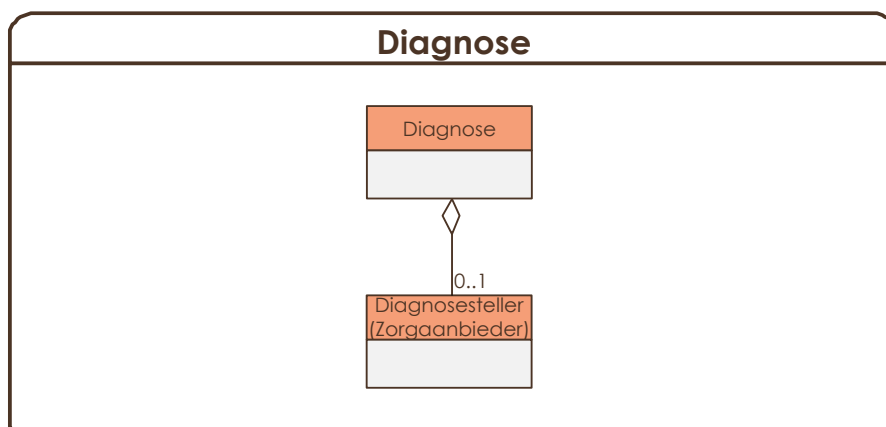 Diagnose
Diagnose
0..1
Diagnosesteller
(Zorgaanbieder)